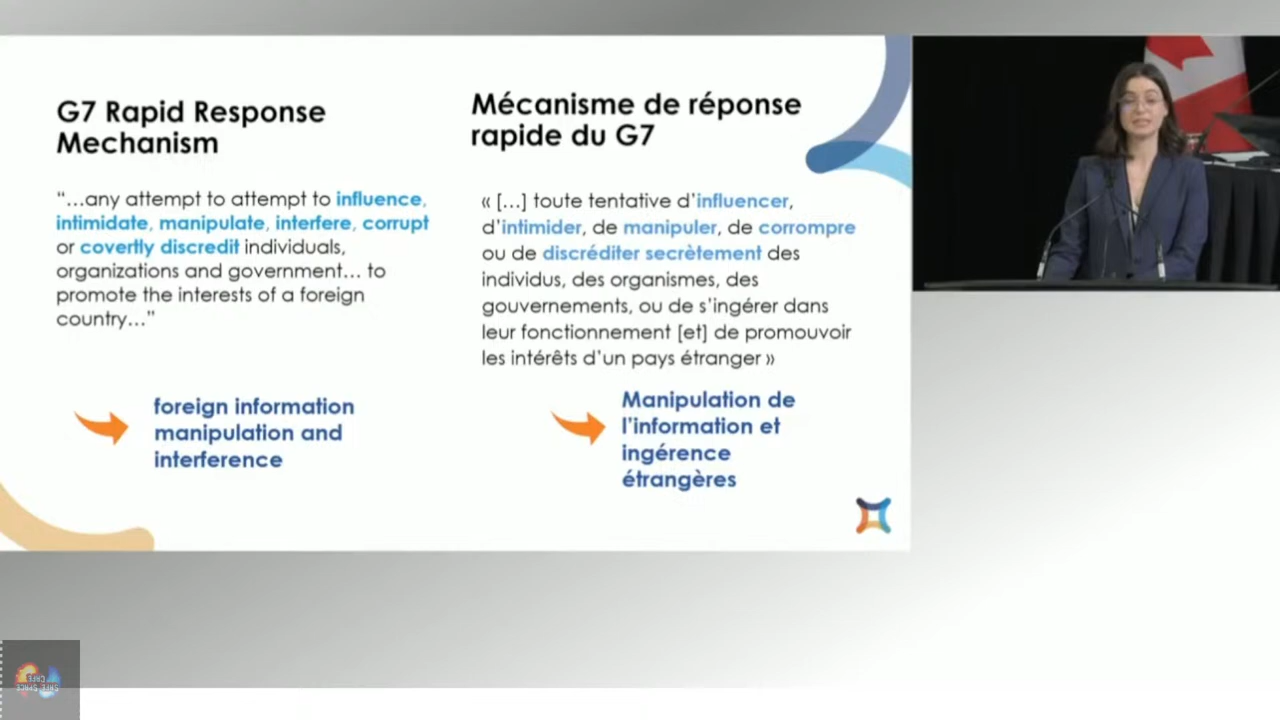 G7 Rapid Response
Mechanism
“…any attempt to attempt to influence,
intimidate, manipulate, interfere, corrupt
or covertly discredit individuals,
organizations and government… to
promote the interests of a foreign
country…”
foreign information
manipulation and
interference
Mécanisme de réponse
rapide du G7
« […] toute tentative d’influencer,
d’intimider, de manipuler, de corrompre
ou de discréditer secrètement des
individus, des organismes, des
gouvernements, ou de s’ingérer dans
leur fonctionnement [et] de promouvoir
les intérêts d’un pays étranger »
Manipulation de
l’information et
ingérence
étrangères
SAFE SPACE
CAFE